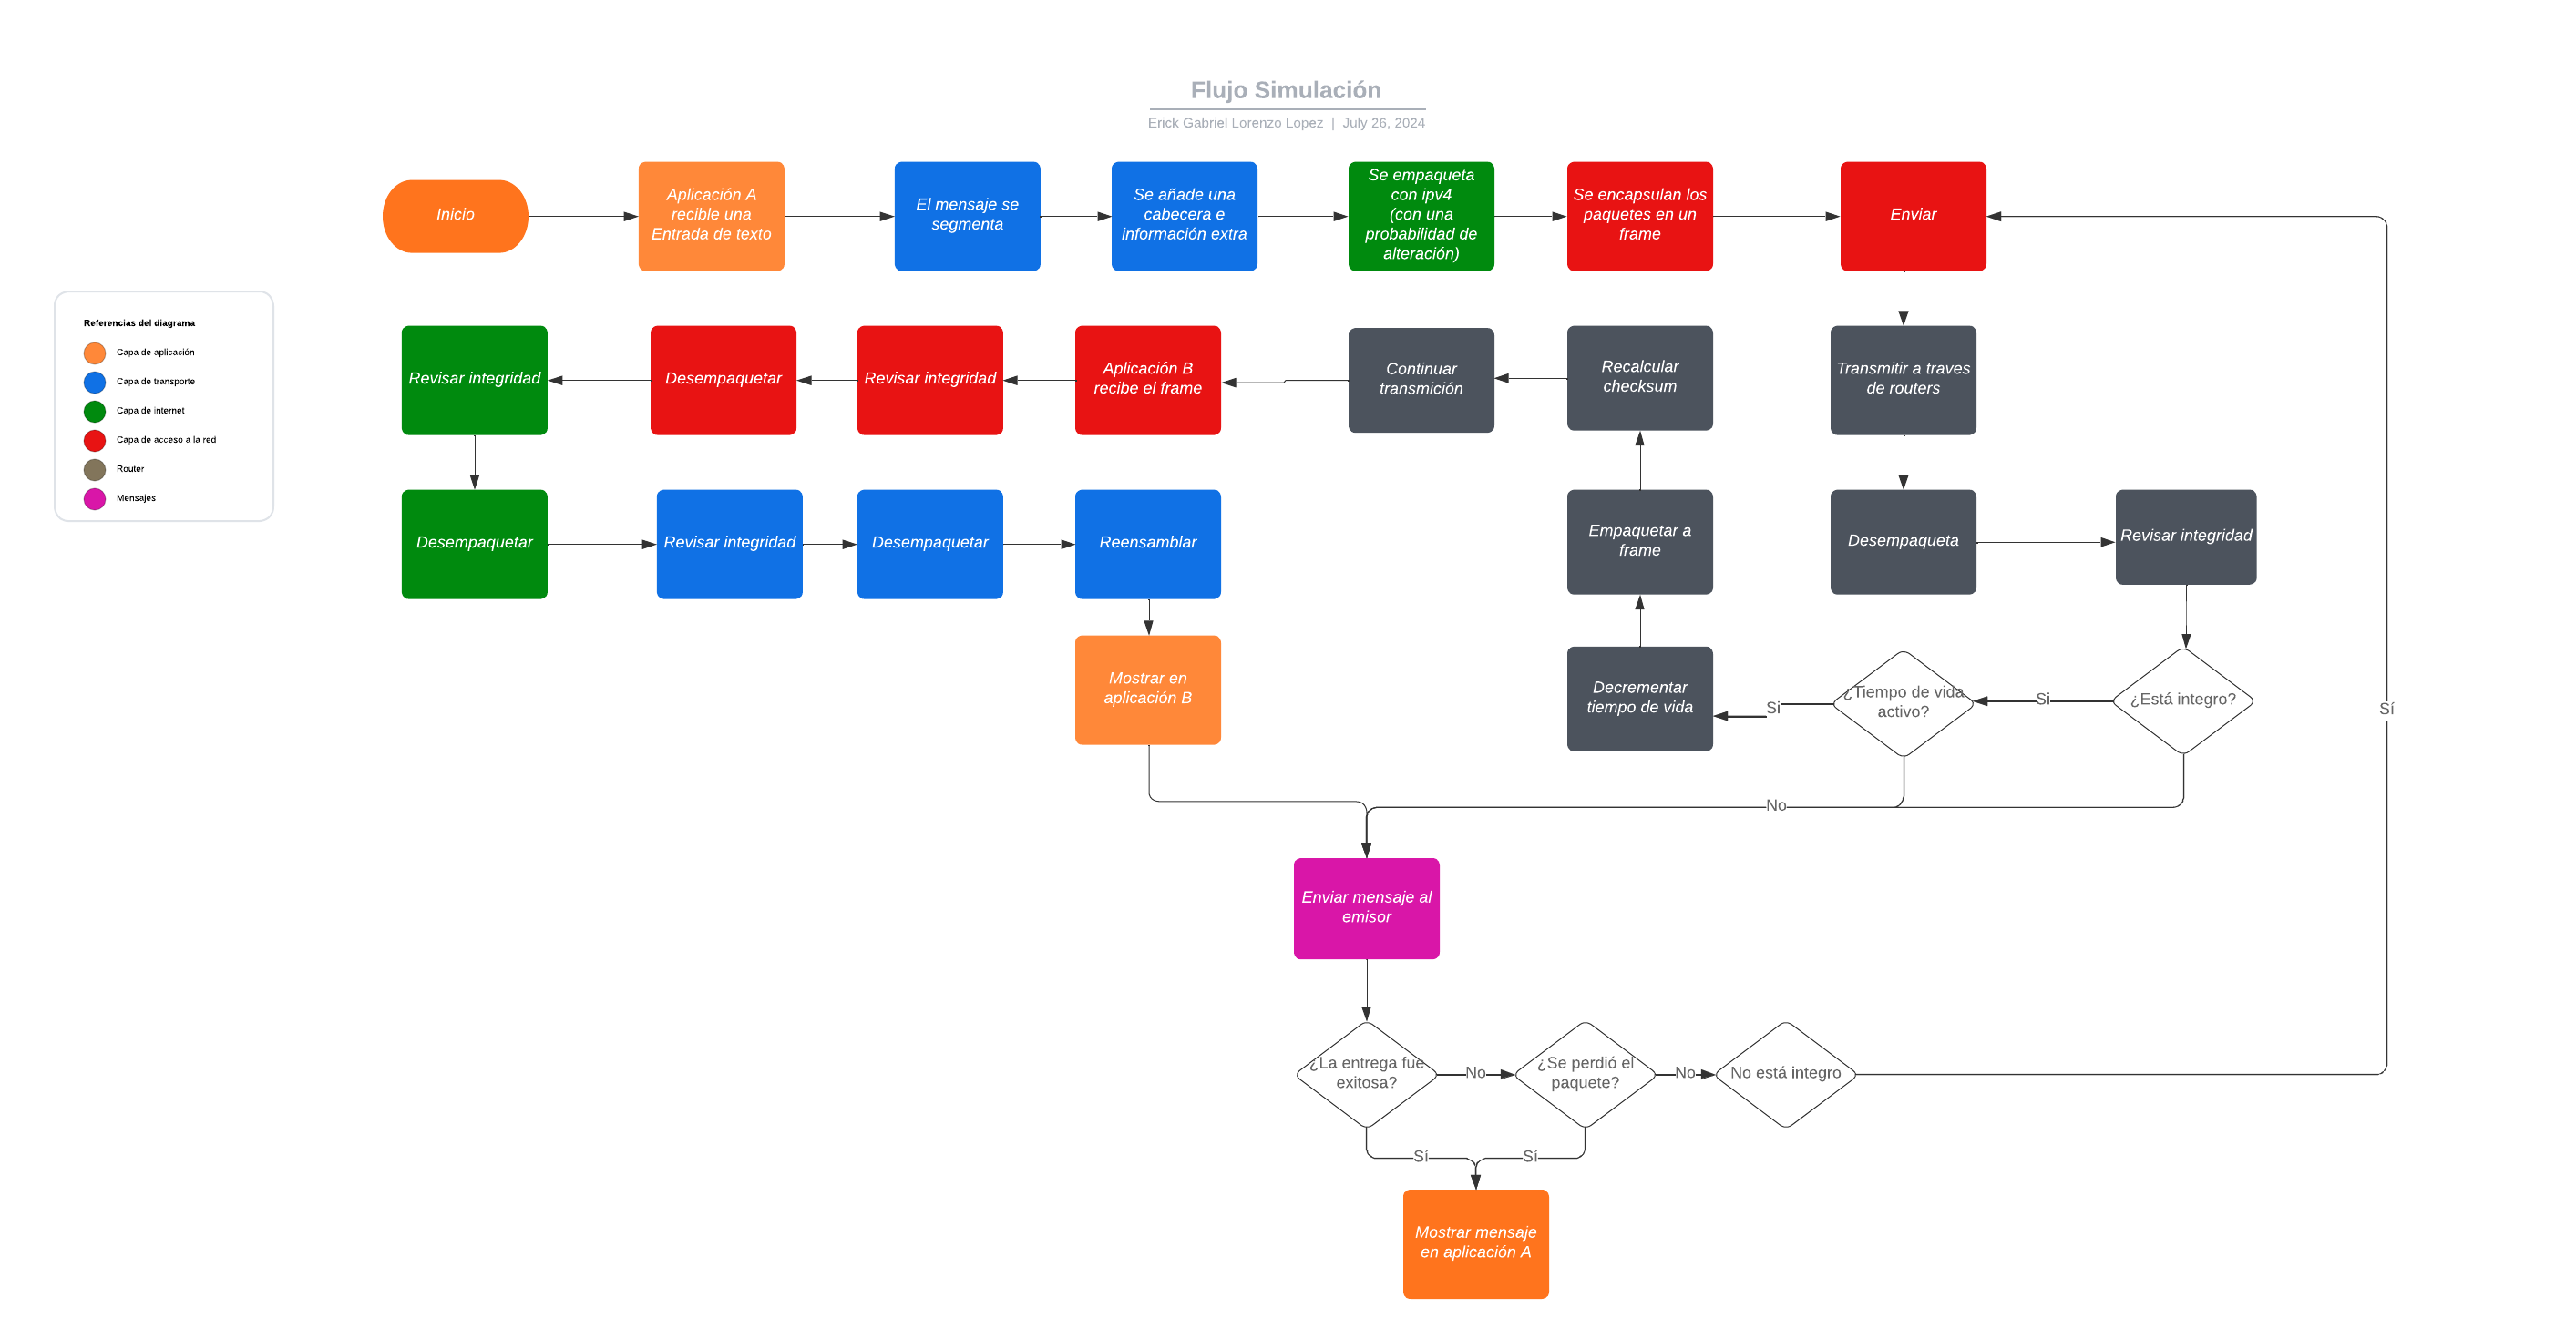 Flujo Simulación
Erick Gabriel Lorenzo Lopez | July 26, 2024
Inicio
Aplicación A
recible una
Entrada de texto
El mensaje se
segmenta
Se añade una
cabecera e
información extra
Se empaqueta
con ipv4
(con una
probabilidad de
alteración)
Se encapsulan los
paquetes en un
frame
Enviar
Referencias del diagrama
Capa de aplicación
Capa de transporte
Capa de internet
Capa de acceso a la red
Router
Mensajes
Revisar integridad
Desempaquetar
Revisar integridad
Aplicación B
recibe el frame
Continuar
transmición
Recalcular
checksum
Transmitir a traves
de routers
Desempaquetar
Revisar integridad
Desempaquetar
Reensamblar
Empaquetar a
frame
Desempaqueta
Revisar integridad
Mostrar en
aplicación B
Decrementar
tiempo de vida
Si
¿Tiempo de vida
activo?
Si
¿Está integro?
Sí
No
Enviar mensaje al
emisor
¿La entrega fue
exitosa?
No
¿Se perdió el
paquete?
No
No está integro
Sí
Sí
Mostrar mensaje
en aplicación A